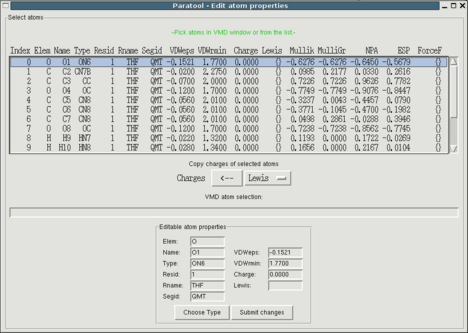 Paratool - Edit atom properties
Select atoms
~Pick atoms in VMD window or from the list.~
Index Elem Name Type Resid Rname Segid VDWeps VDWrmin Charge Lewis Mullik MulliGr NPA ESP ForceF
0 O O1 ON6 1 THF QMT -0.1521 1.7700 0.0000 {} -0.6276 -0.6276 -0.6450 -0.5679 {}
1 C C2 CN7B 1 THF QMT -0.0200 2.2750 0.0000 {} 0.0985 0.2177 0.0330 0.2616 {}
2 C C3 CC 1 THF QMT -0.0700 2.0000 0.0000 {} 0.7226 0.7226 0.9626 0.7782 {}
3 O O4 OC 1 THF QMT -0.1200 1.7000 0.0000 {} -0.7749 -0.7749 -0.9076 -0.8447 {}
4 C C5 CN8 1 THF QMT -0.0560 2.0100 0.0000 {} -0.3237 0.0043 -0.4457 0.0790 {}
5 C C6 CN8 1 THF QMT -0.0560 2.0100 0.0000 {} -0.3771 -0.1045 -0.4700 -0.1982 {}
6 C C7 CN8 1 THF QMT -0.0560 2.0100 0.0000 {} 0.0498 0.2861 -0.0288 0.3946 {}
7 O O8 OC 1 THF QMT -0.1200 1.7000 0.0000 {} -0.7238 -0.7238 -0.8562 -0.7745 {}
8 H H9 HN7 1 THF QMT -0.0220 1.3200 0.0000 {} 0.1193 0.0000 0.1722 -0.0269 {}
9 H H10 HN8 1 THF QMT -0.0280 1.3400 0.0000 {} 0.1656 0.0000 0.2167 0.0104 {}
Copy charges of selected atoms
Charges <-- Lewis
VMD atom selection:
Editable atom properties
Elem: O
Name: O1 VDWeps: -0.1521
Type: ON6 VDWrmin: 1.7700
Resid: 1 Charge: 0.0000
Rname: THF Lewis:
Segid: QMT
Choose Type Submit changes